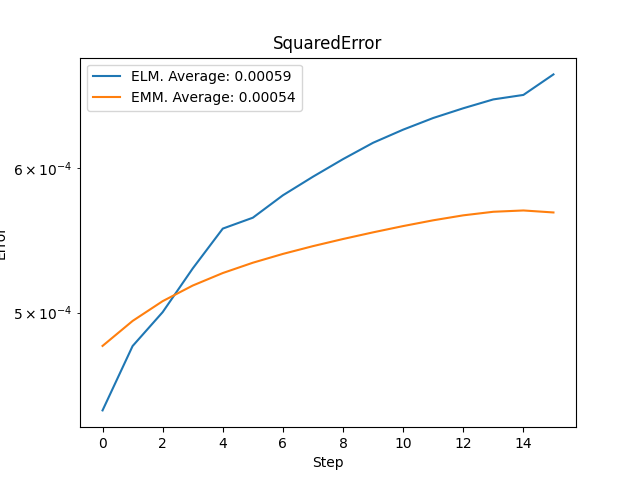 SquaredError
ELM. Average: 0.00059
EMM. Average: 0.00054
6 × 10⁻⁴
5 × 10⁻⁴
Error
0 2 4 6 8 10 12 14
Step